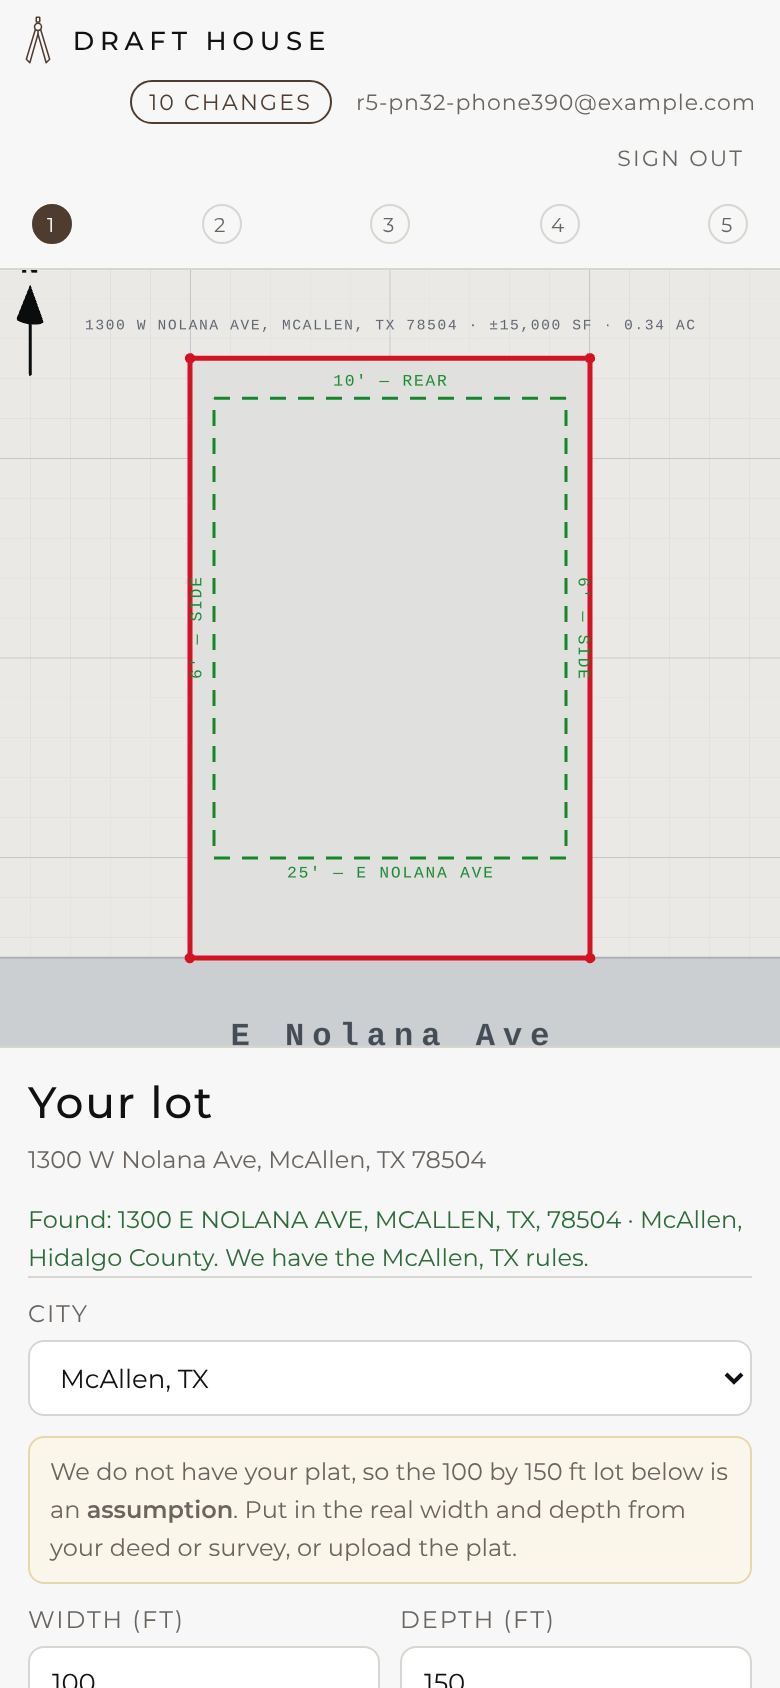 DRAFT HOUSE
10 CHANGES
r5-pn32-phone390@example.com
SIGN OUT
1 2 3 4 5
N
1300 W NOLANA AVE, MCALLEN, TX 78504 · ±15,000 SF · 0.34 AC
10' — REAR
6' — SIDE
6' — SIDE
25' — E NOLANA AVE
E Nolana Ave
Your lot
1300 W Nolana Ave, McAllen, TX 78504
Found: 1300 E NOLANA AVE, MCALLEN, TX, 78504 · McAllen,
Hidalgo County. We have the McAllen, TX rules.
CITY
McAllen, TX
We do not have your plat, so the 100 by 150 ft lot below is
an assumption. Put in the real width and depth from
your deed or survey, or upload the plat.
WIDTH (FT) DEPTH (FT)
100 150